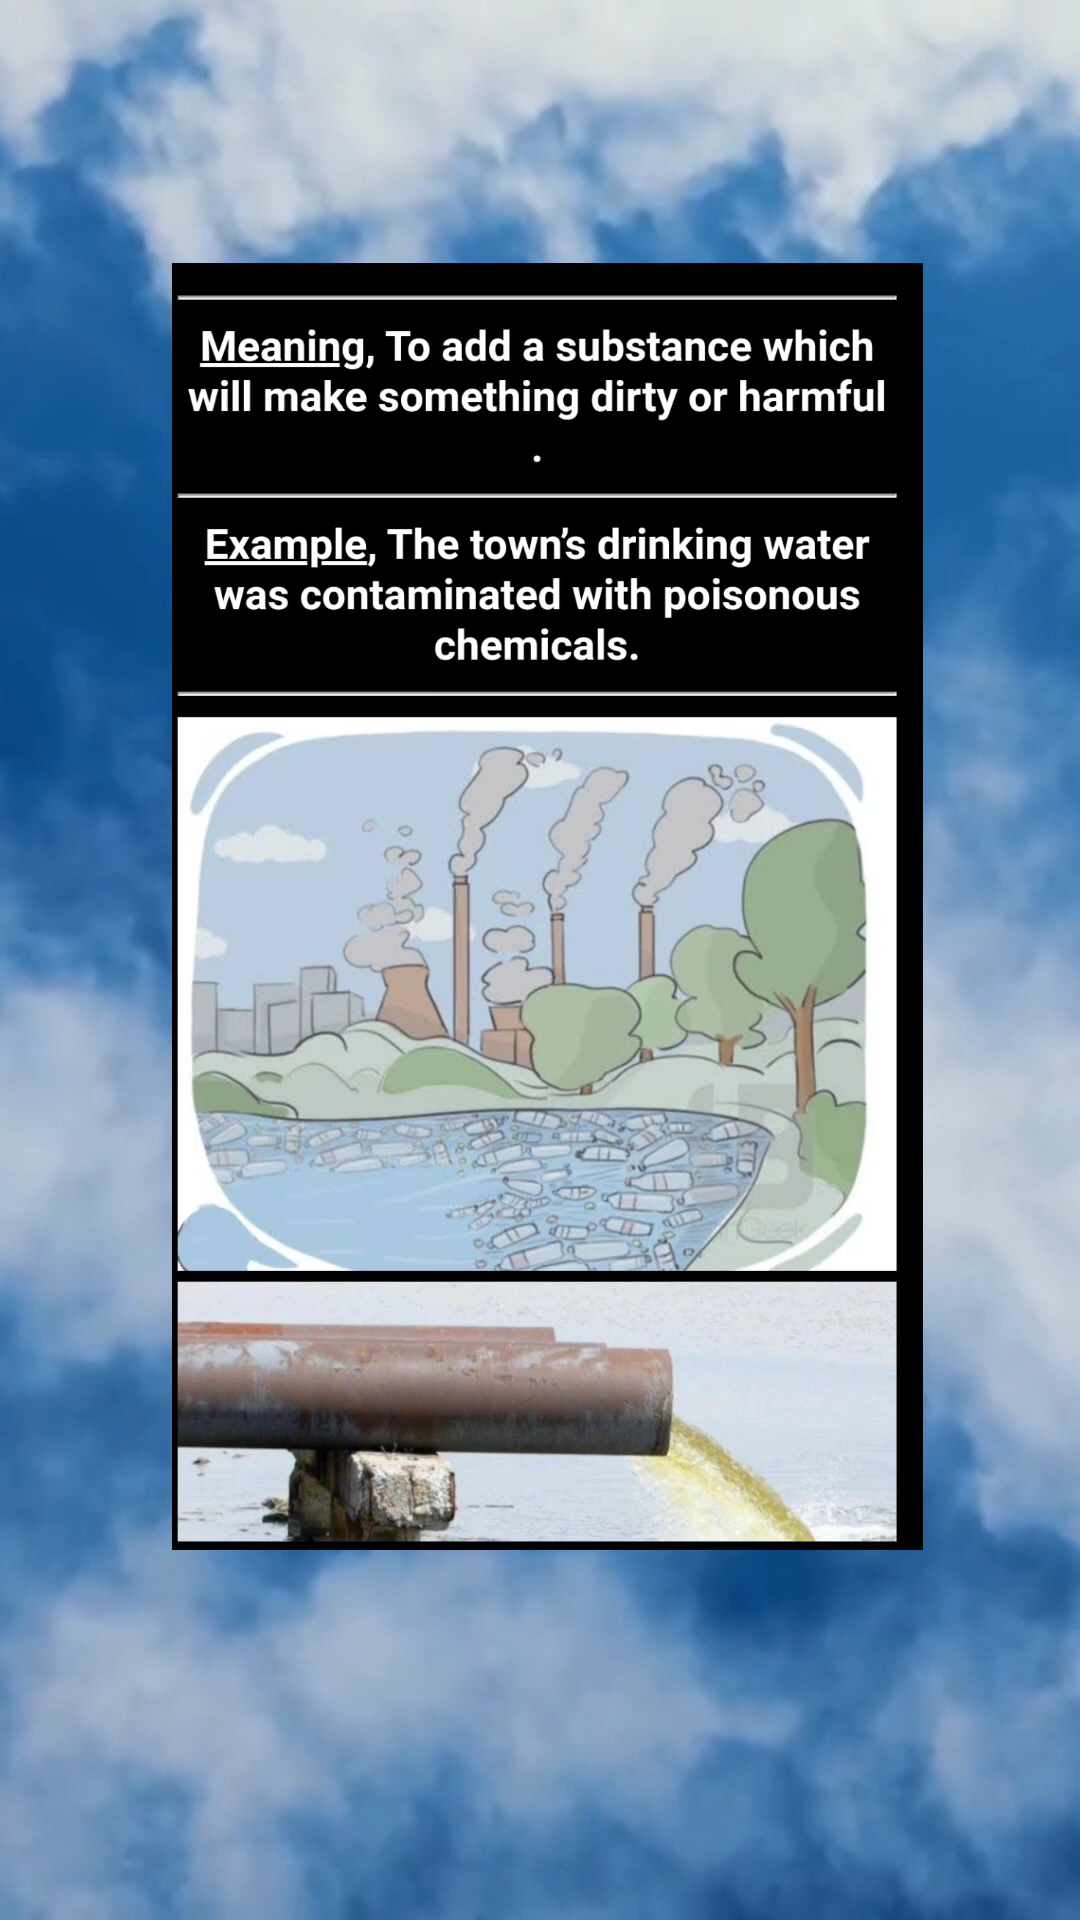 Meaning, To add a substance which
will make something dirty or harmful
.
Example, The town’s drinking water
was contaminated with poisonous
chemicals.
Geek